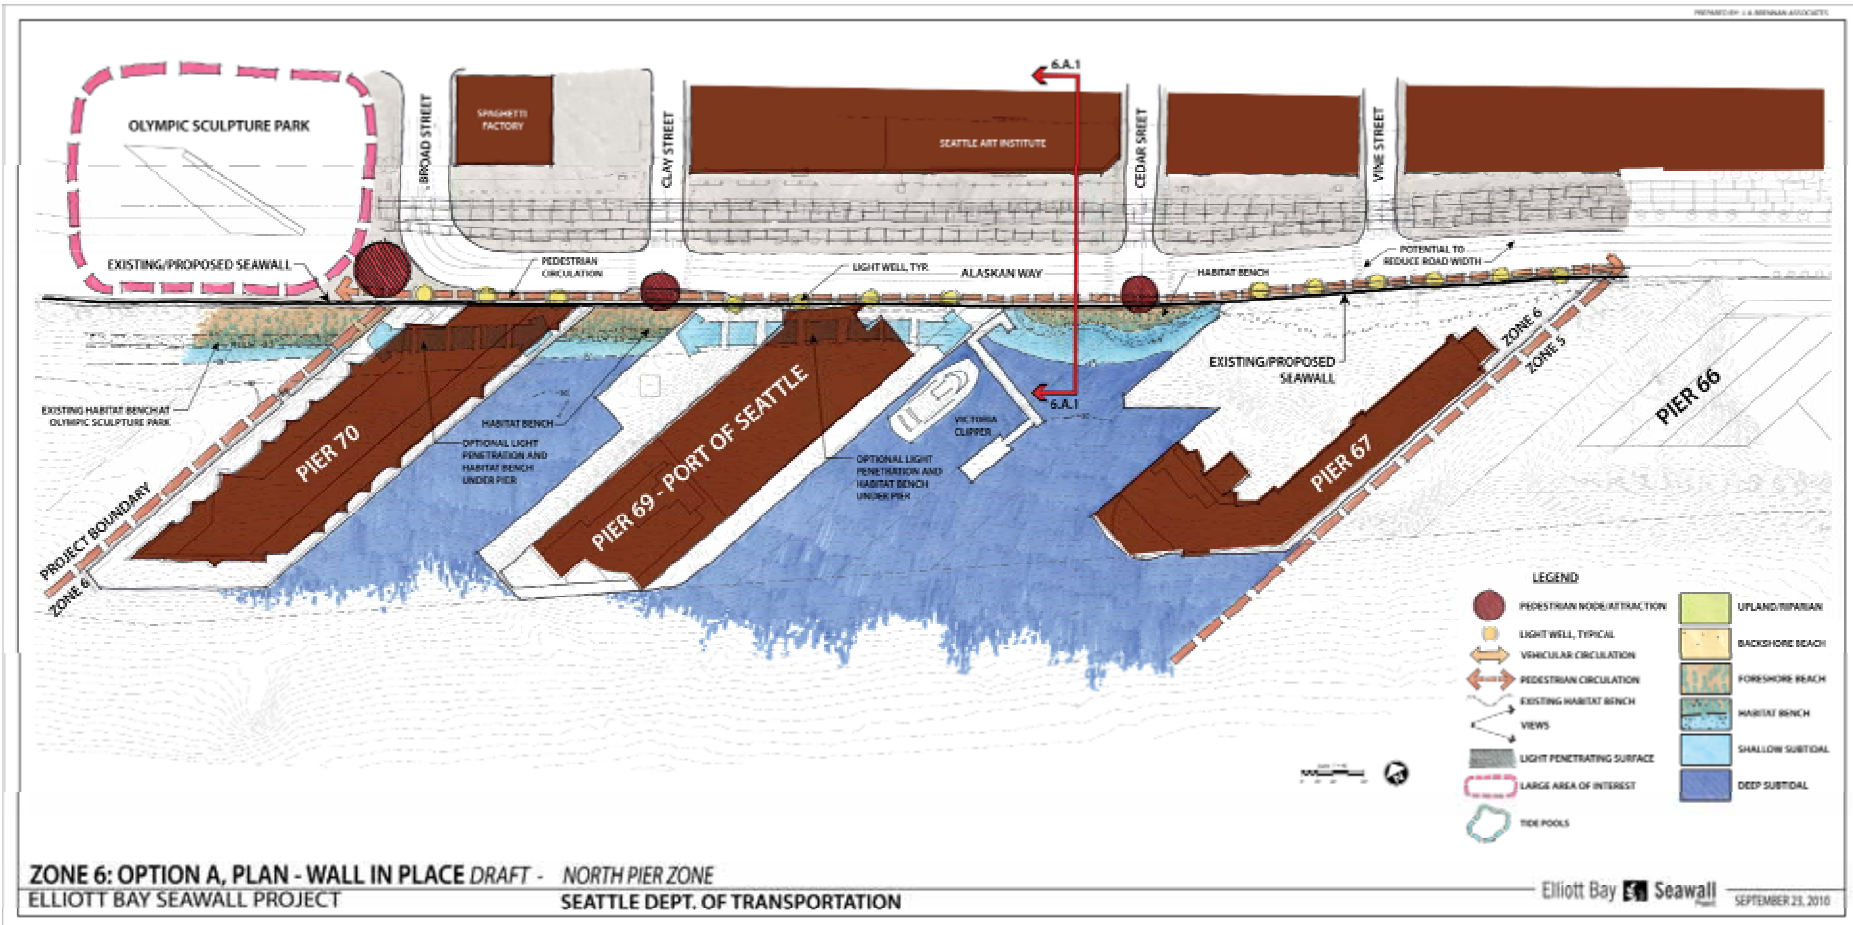 PREPARED BY: J. A. BRENNAN ASSOCIATES
6.A.1
OLYMPIC SCULPTURE PARK
BROAD STREET
SPAGHETTI
FACTORY
CLAY STREET
SEATTLE ART INSTITUTE
CEDAR SREET
VINE STREET
EXISTING/PROPOSED SEAWALL
PEDESTRIAN
CIRCULATION
LIGHT WELL, TYP.
ALASKAN WAY
HABITAT BENCH
POTENTIAL TO
REDUCE ROAD WIDTH
EXISTING/PROPOSED
SEAWALL
ZONE 6
ZONE 5
PIER 66
EXISTING HABITAT BENCH AT
OLYMPIC SCULPTURE PARK
PIER 70
HABITAT BENCH
OPTIONAL LIGHT
PENETRATION AND
HABITAT BENCH
UNDER PIER
PIER 69 - PORT OF SEATTLE
OPTIONAL LIGHT
PENETRATION AND
HABITAT BENCH
UNDER PIER
VICTORIA
CLIPPER
6.A.1
PIER 67
PROJECT BOUNDARY
ZONE 6
LEGEND
PEDESTRIAN NODE/ATTRACTION
LIGHT WELL, TYPICAL
VEHICULAR CIRCULATION
PEDESTRIAN CIRCULATION
EXISTING HABITAT BENCH
VIEWS
LIGHT PENETRATING SURFACE
LARGE AREA OF INTEREST
TIDE POOLS
UPLAND/RIPARIAN
BACKSHORE BEACH
FORESHORE BEACH
HABITAT BENCH
SHALLOW SUBTIDAL
DEEP SUBTIDAL
ZONE 6: OPTION A, PLAN - WALL IN PLACE DRAFT - NORTH PIER ZONE
ELLIOTT BAY SEAWALL PROJECT
SEATTLE DEPT. OF TRANSPORTATION
Elliott Bay Seawall
Project
SEPTEMBER 23, 2010